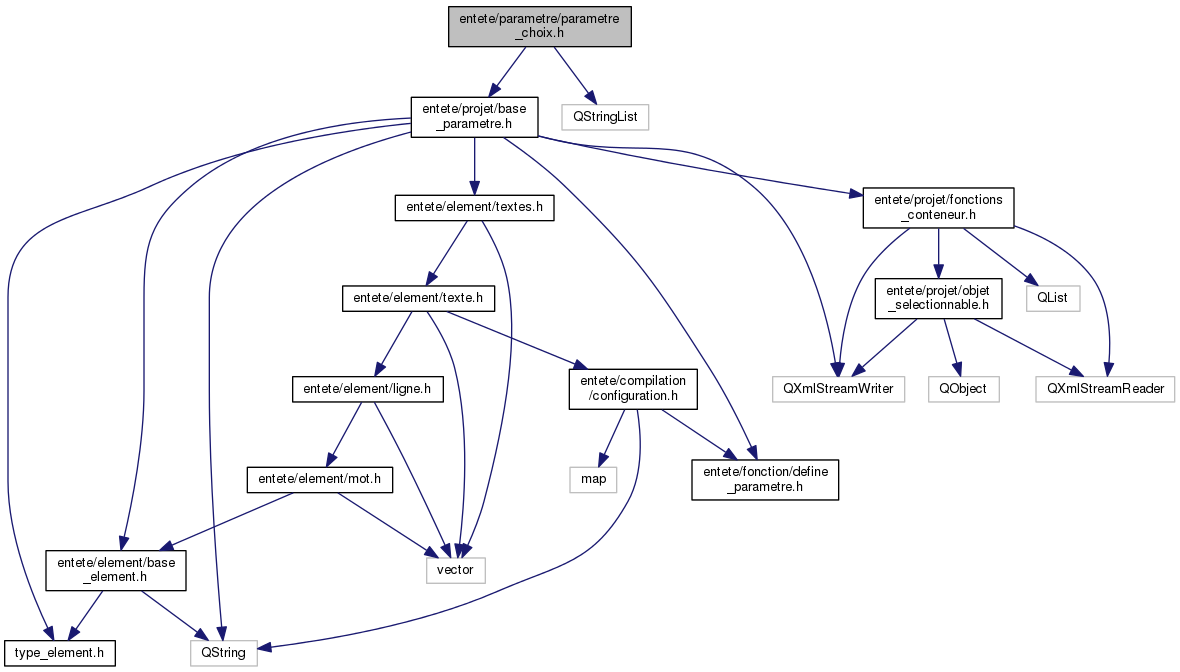 entete/parametre/parametre
_choix.h
entete/projet/base
_parametre.h
QStringList
entete/element/textes.h
entete/projet/fonctions
_conteneur.h
entete/element/texte.h
entete/projet/objet
_selectionnable.h
QList
entete/element/ligne.h
entete/compilation
/configuration.h
QXmlStreamWriter
QObject
QXmlStreamReader
entete/element/mot.h
map
entete/fonction/define
_parametre.h
entete/element/base
_element.h
vector
type_element.h
QString